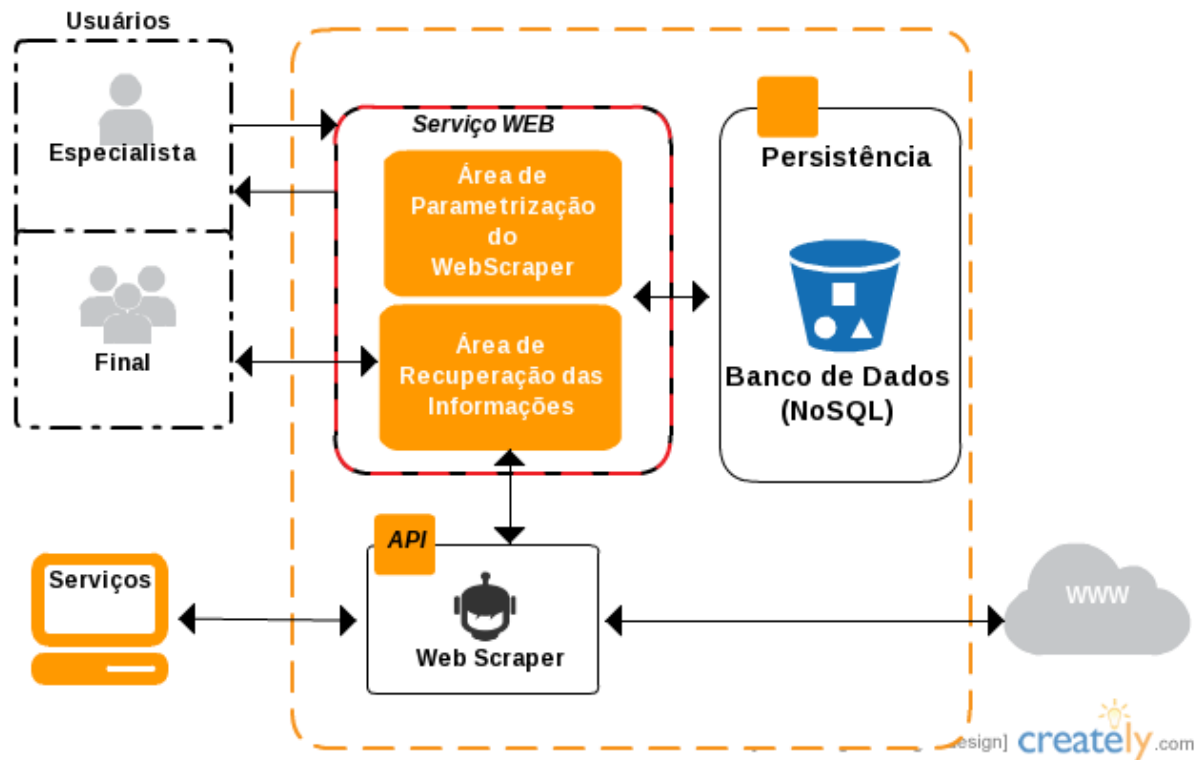 Usuários
Especialista
Final
Serviço WEB
Área de
Parametrização
do
WebScraper
Área de
Recuperação das
Informações
Persistência
Banco de Dados
(NoSQL)
Serviços
API
Web Scraper
WWW
design]
creately.com